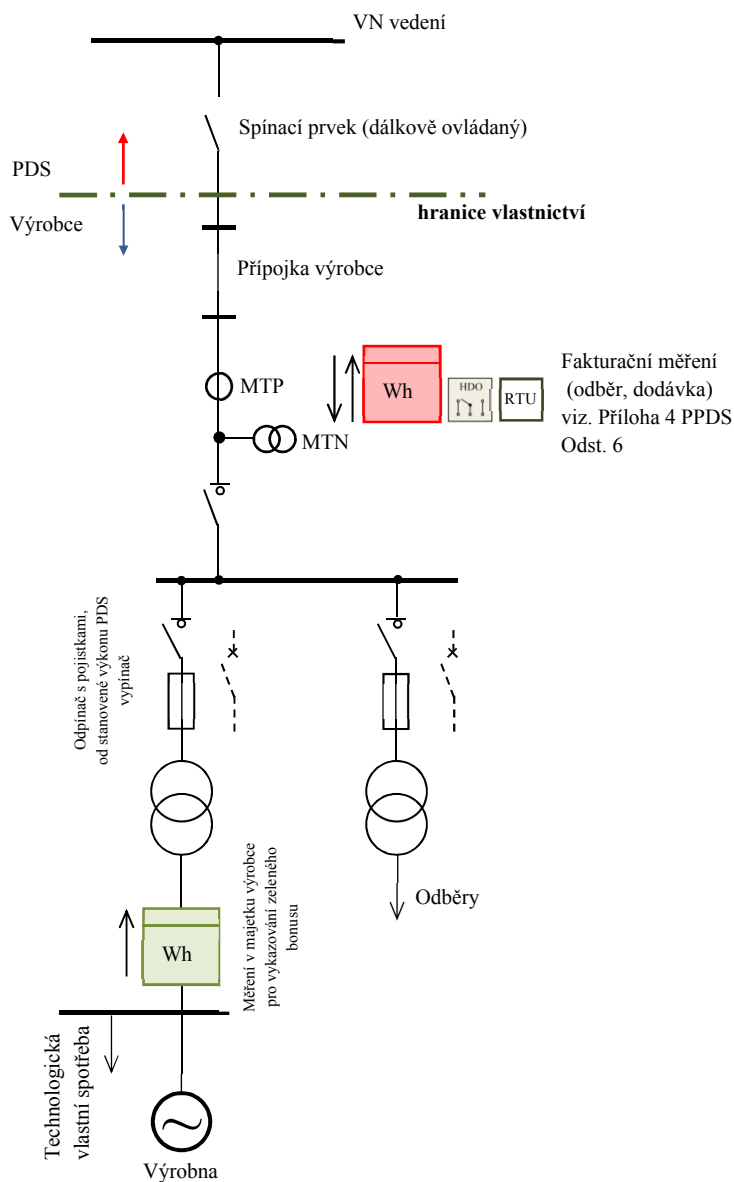 VN vedení
Spínací prvek (dálkově ovládaný)
PDS
hranice vlastnictví
Výrobce
Přípojka výrobce
MTP
Wh
HDO
RTU
Fakturační měření
(odběr, dodávka)
viz. Příloha 4 PPDS
Odst. 6
MTN
Odpínač s pojistkami,
od stanovené výkonu PDS
vypínač
Odběry
Wh
Měření v majetku výrobce
pro vykazování zeleného
bonusu
Technologická
vlastní spotřeba
Výrobna